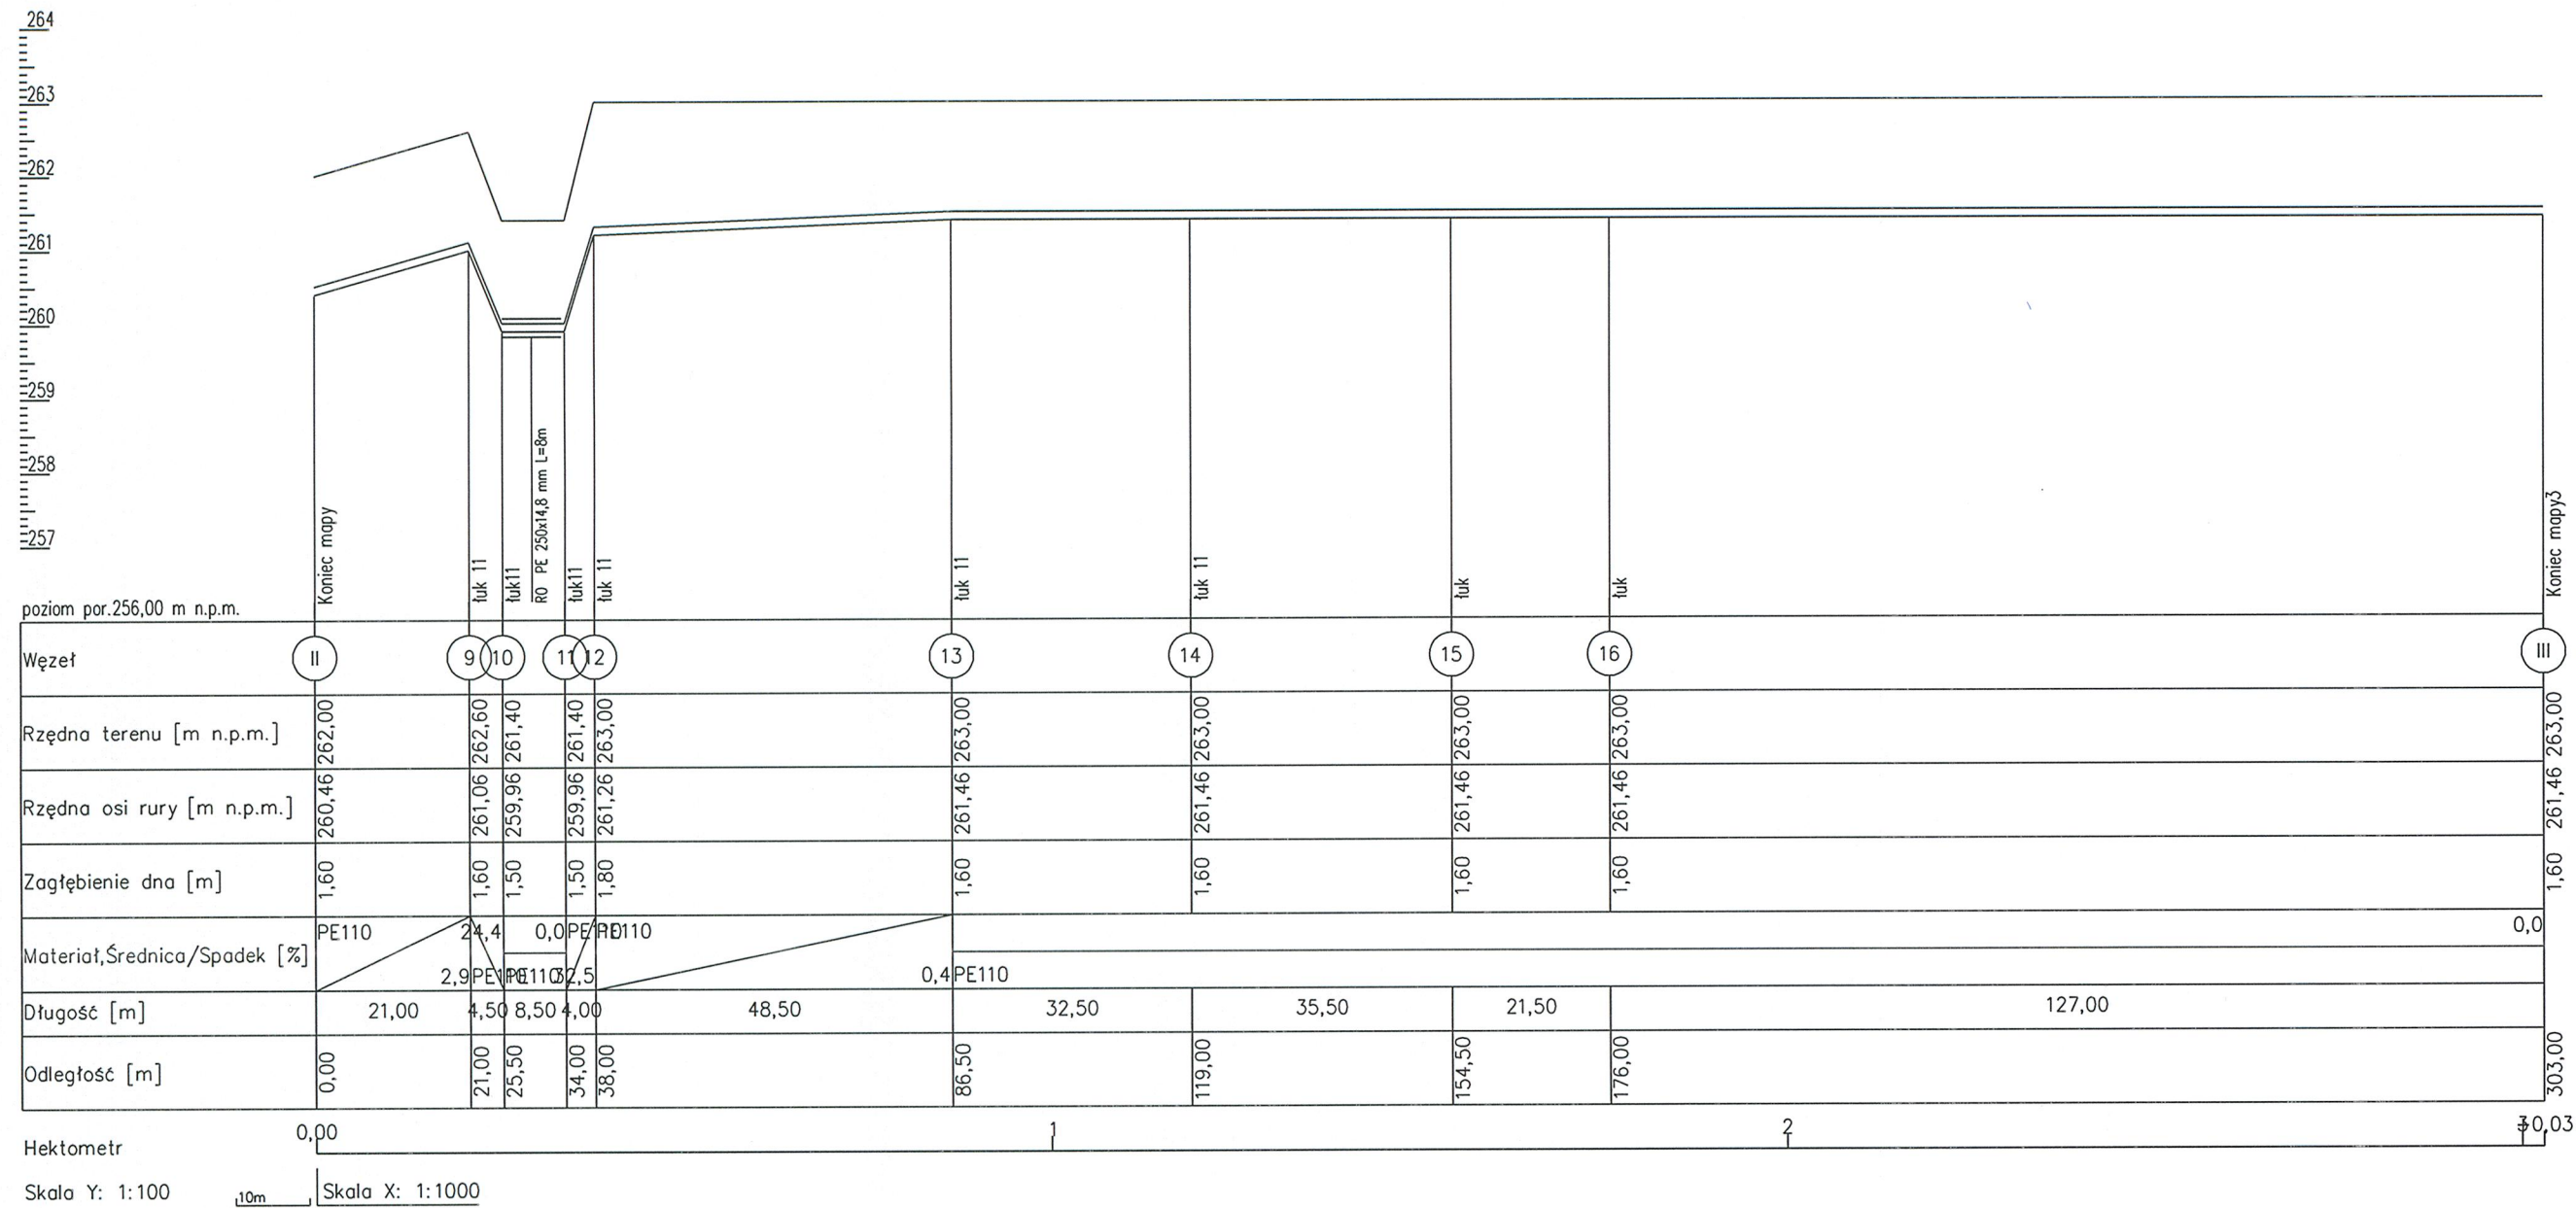 264
263
262
261
260
259
258
257
Koniec mapy
łuk 11
łuk11
RO PE 250x14,8 mm L=8m
łuk11
łuk 11
łuk 11
łuk 11
łuk
łuk
Koniec mapy3
poziom por.256,00 m n.p.m.
Węzeł II 9 10 11 12 13 14 15 16 III
Rzędna terenu [m n.p.m.] 262,00 262,60 261,40 261,40 263,00 263,00 263,00 263,00 263,00 263,00
Rzędna osi rury [m n.p.m.] 260,46 261,06 259,96 259,96 261,26 261,46 261,46 261,46 261,46 261,46
Zagłębienie dna [m] 1,60 1,60 1,50 1,50 1,80 1,60 1,60 1,60 1,60 1,60
PE110 24,4 0,0 PE110 PE110 0,0
Materiał,Średnica/Spadek [%]
2,9 PE110 PE110 32,5 0,4 PE110
Długość [m] 21,00 4,50 8,50 4,00 48,50 32,50 35,50 21,50 127,00
Odległość [m] 0,00 21,00 25,50 34,00 38,00 86,50 119,00 154,50 176,00 303,00
Hektometr 0,00 1 2 3 0,03
Skala Y: 1:100 10m Skala X: 1:1000